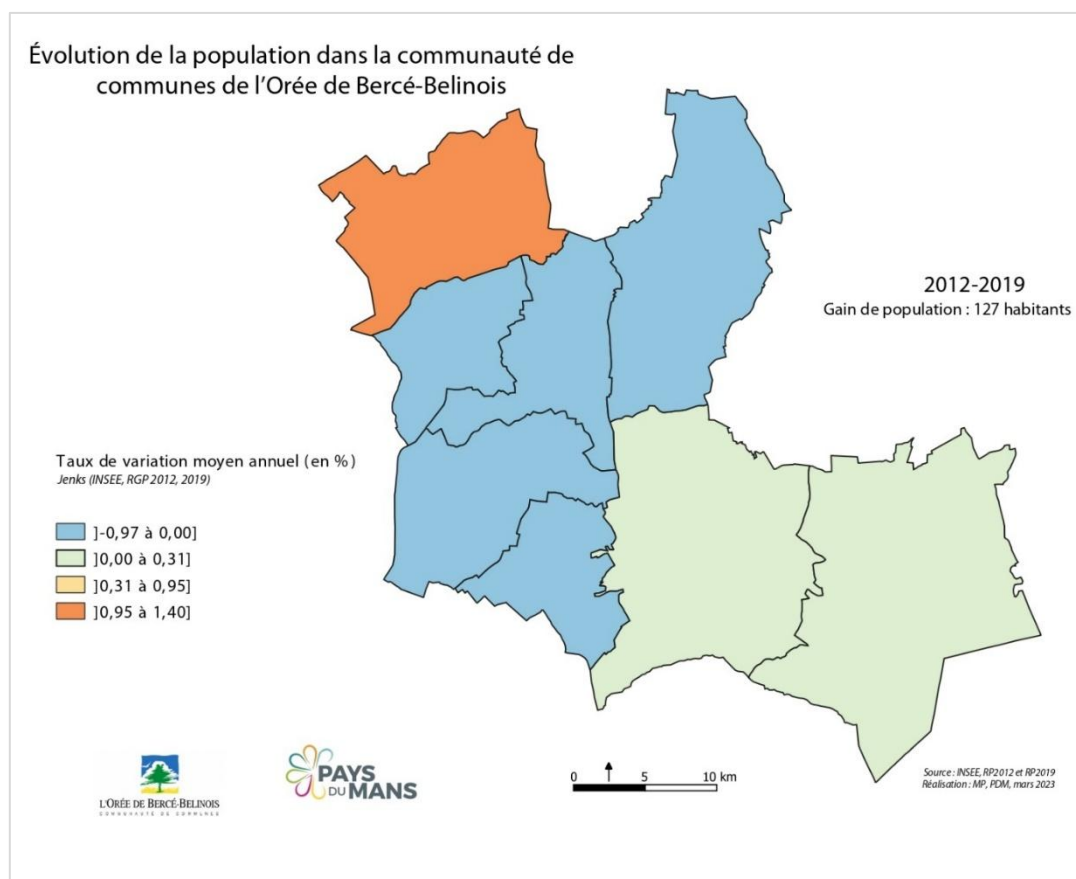 Évolution de la population dans la communauté de
communes de l'Orée de Bercé-Belinois
2012-2019
Gain de population : 127 habitants
Taux de variation moyen annuel (en %)
Jenks (INSEE, RGP 2012, 2019)
]-0,97 à 0,00]
]0,00 à 0,31]
]0,31 à 0,95]
]0,95 à 1,40]
L'ORÉE DE BERCÉ-BELINOIS
COMMUNAUTÉ DE COMMUNES
PAYS
DU MANS
0 5 10 km
Source : INSEE, RP2012 et RP2019
Réalisation : MP, PDM, mars 2023